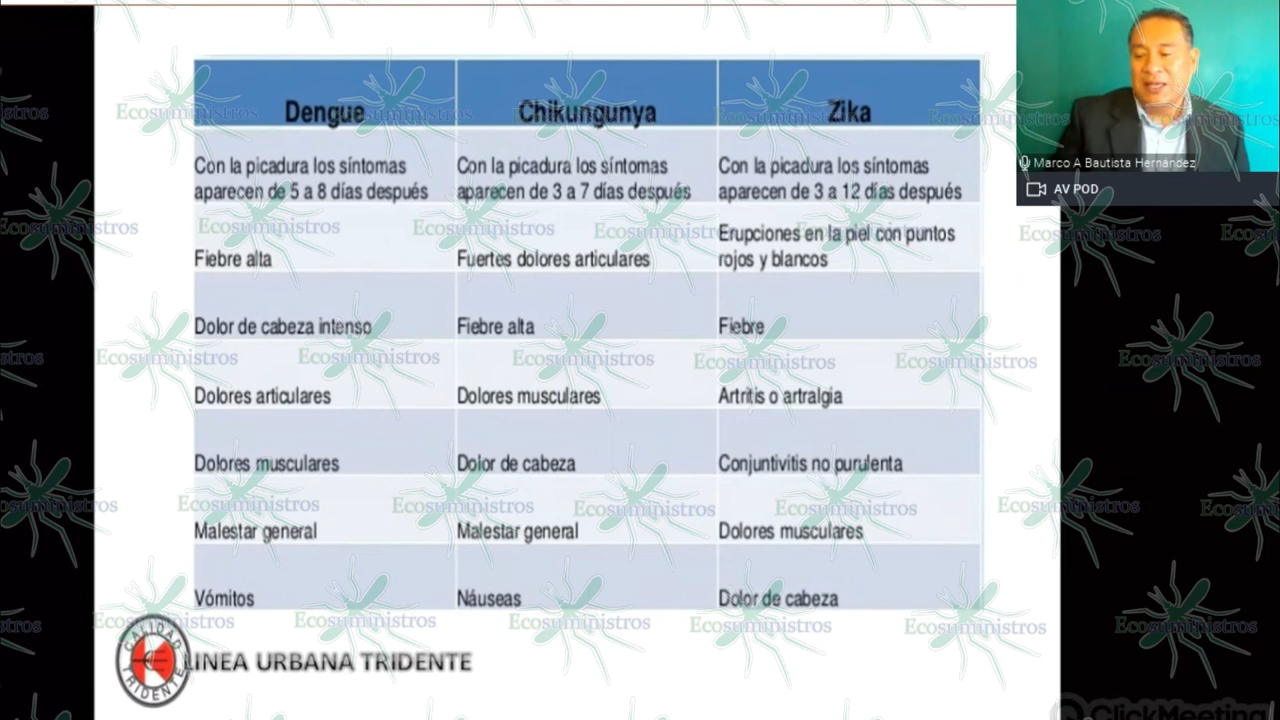 Dengue
Chikungunya
Zika
Con la picadura los síntomas
aparecen de 5 a 8 días después
Con la picadura los síntomas
aparecen de 3 a 7 días después
Con la picadura los síntomas
aparecen de 3 a 12 días después
Fiebre alta
Fuertes dolores articulares
Erupciones en la piel con puntos
rojos y blancos
Dolor de cabeza intenso
Fiebre alta
Fiebre
Dolores articulares
Dolores musculares
Artritis o artralgia
Dolores musculares
Dolor de cabeza
Conjuntivitis no purulenta
Malestar general
Malestar general
Dolores musculares
Vómitos
Náuseas
Dolor de cabeza
CALIDAD
TRIDENTE
LINEA URBANA TRIDENTE
Marco A Bautista Hernández
AV POD
Ecosuministros
ClickMeeting